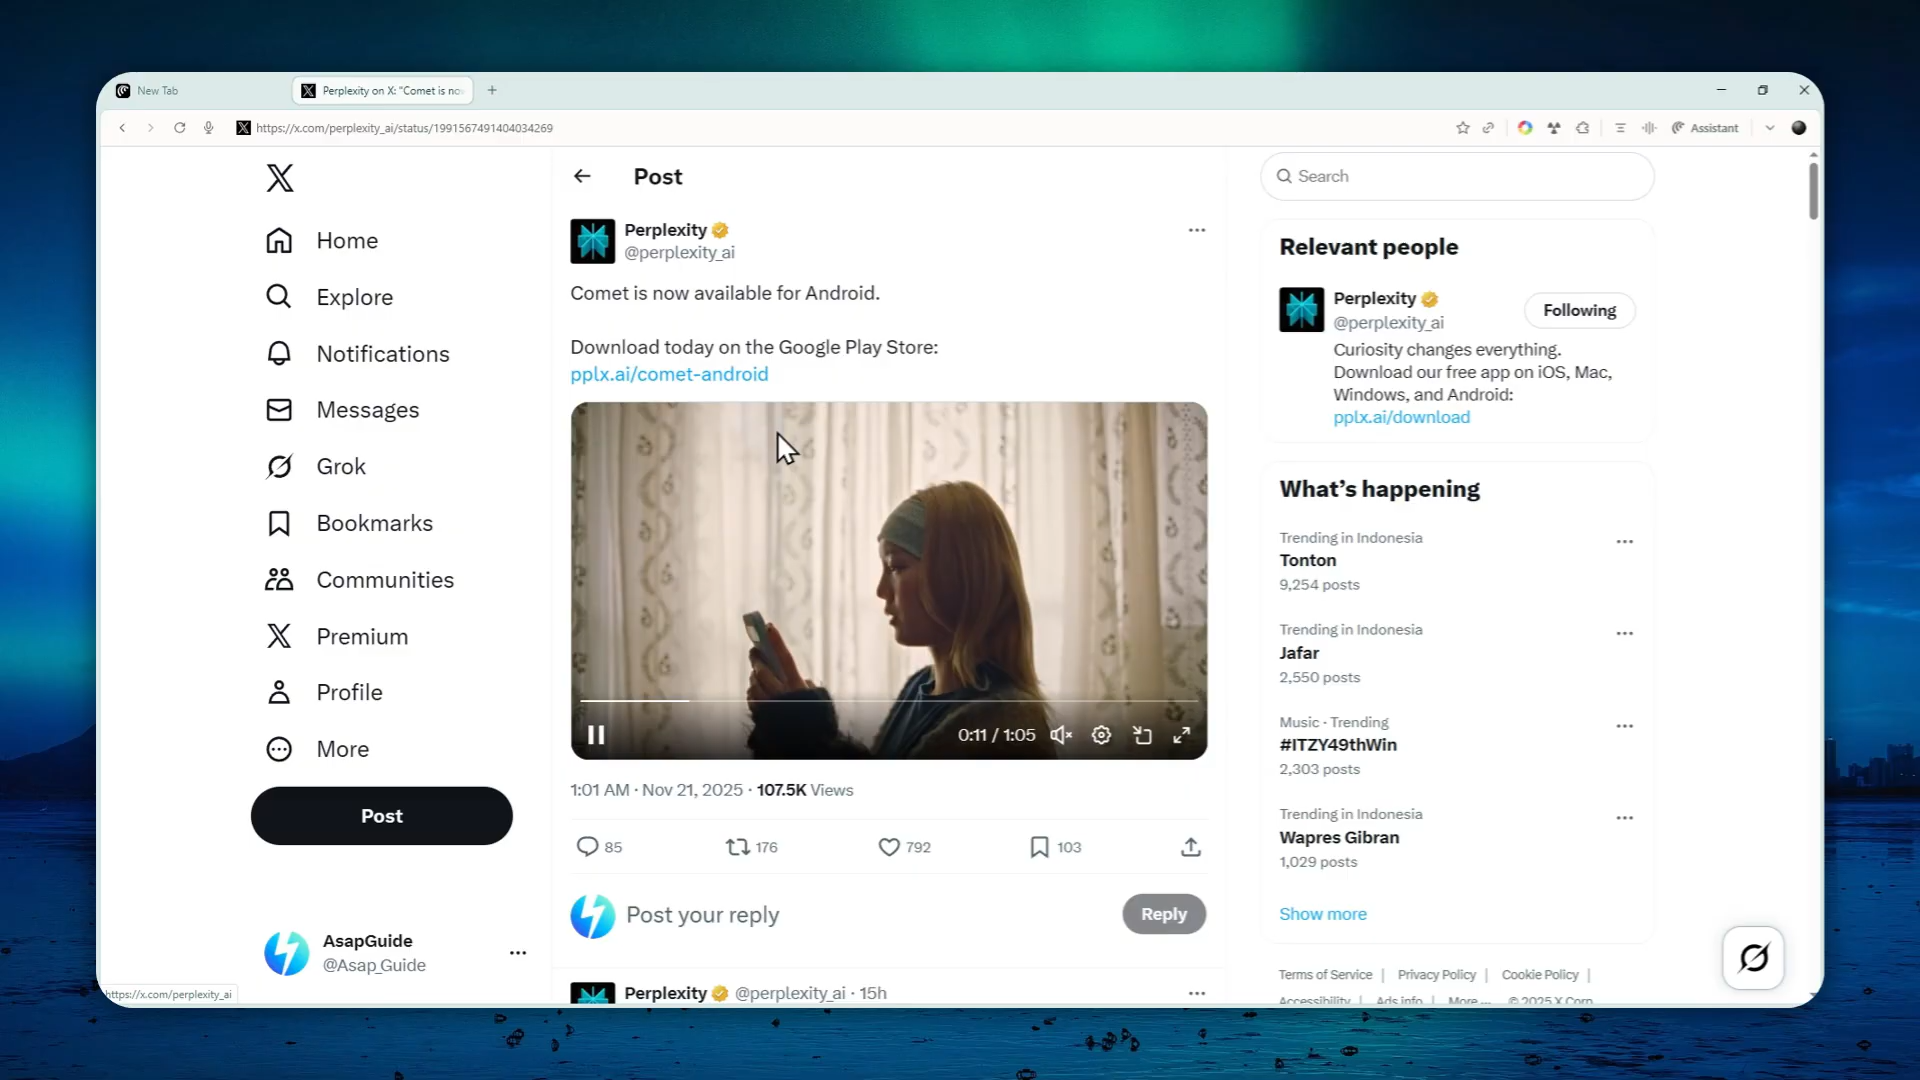 New Tab
Perplexity on X: "Comet is no
https://x.com/perplexity_ai/status/1991567491404034269
Assistant
Home
Explore
Notifications
Messages
Grok
Bookmarks
Communities
Premium
Profile
More
Post
AsapGuide
@Asap_Guide
https://x.com/perplexity_ai
Post
Perplexity
@perplexity_ai
Comet is now available for Android.
Download today on the Google Play Store:
pplx.ai/comet-android
0:11 / 1:05
1:01 AM · Nov 21, 2025 · 107.5K Views
85
176
792
103
Post your reply
Reply
Perplexity @perplexity_ai · 15h
Search
Relevant people
Perplexity
@perplexity_ai
Following
Curiosity changes everything.
Download our free app on iOS, Mac,
Windows, and Android:
pplx.ai/download
What's happening
Trending in Indonesia
Tonton
9,254 posts
Trending in Indonesia
Jafar
2,550 posts
Music · Trending
#ITZY49thWin
2,303 posts
Trending in Indonesia
Wapres Gibran
1,029 posts
Show more
Terms of Service | Privacy Policy | Cookie Policy |
Accessibility | Ads info | More ... © 2025 X Corp.